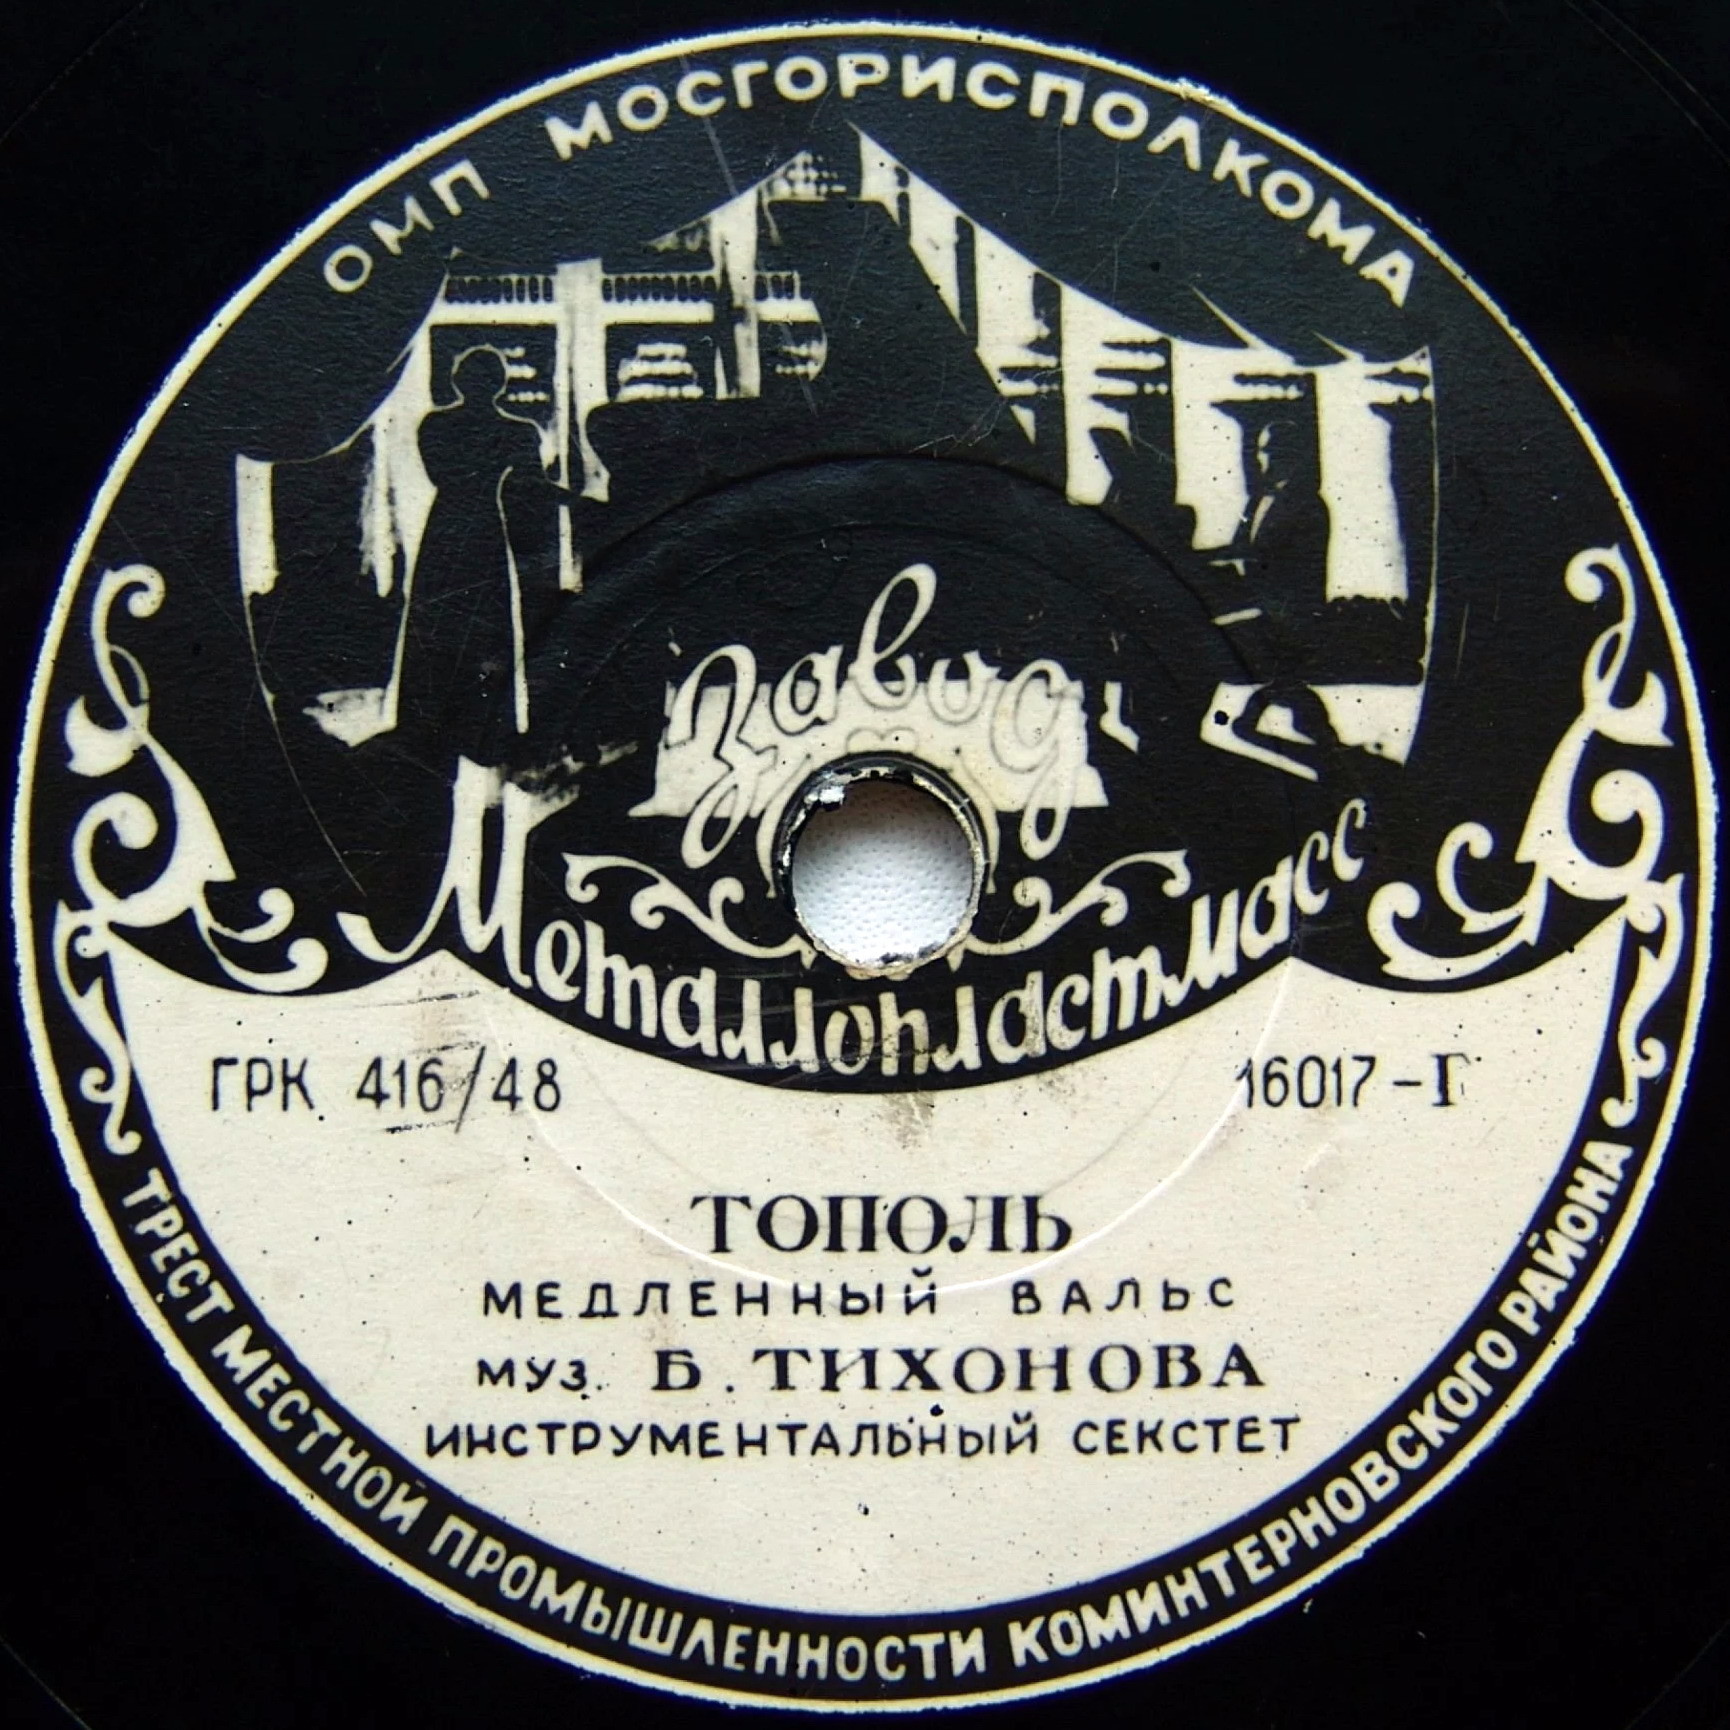 ОМП МОСГОРИСПОЛКОМА
Завод
Металлопластмасс
ГРК 416/48
16017-Г
ТОПОЛЬ
МЕДЛЕННЫЙ ВАЛЬС
МУЗ. Б. ТИХОНОВА
ИНСТРУМЕНТАЛЬНЫЙ СЕКСТЕТ
ТРЕСТ МЕСТНОЙ ПРОМЫШЛЕННОСТИ КОМИНТЕРНОВСКОГО РАЙОНА